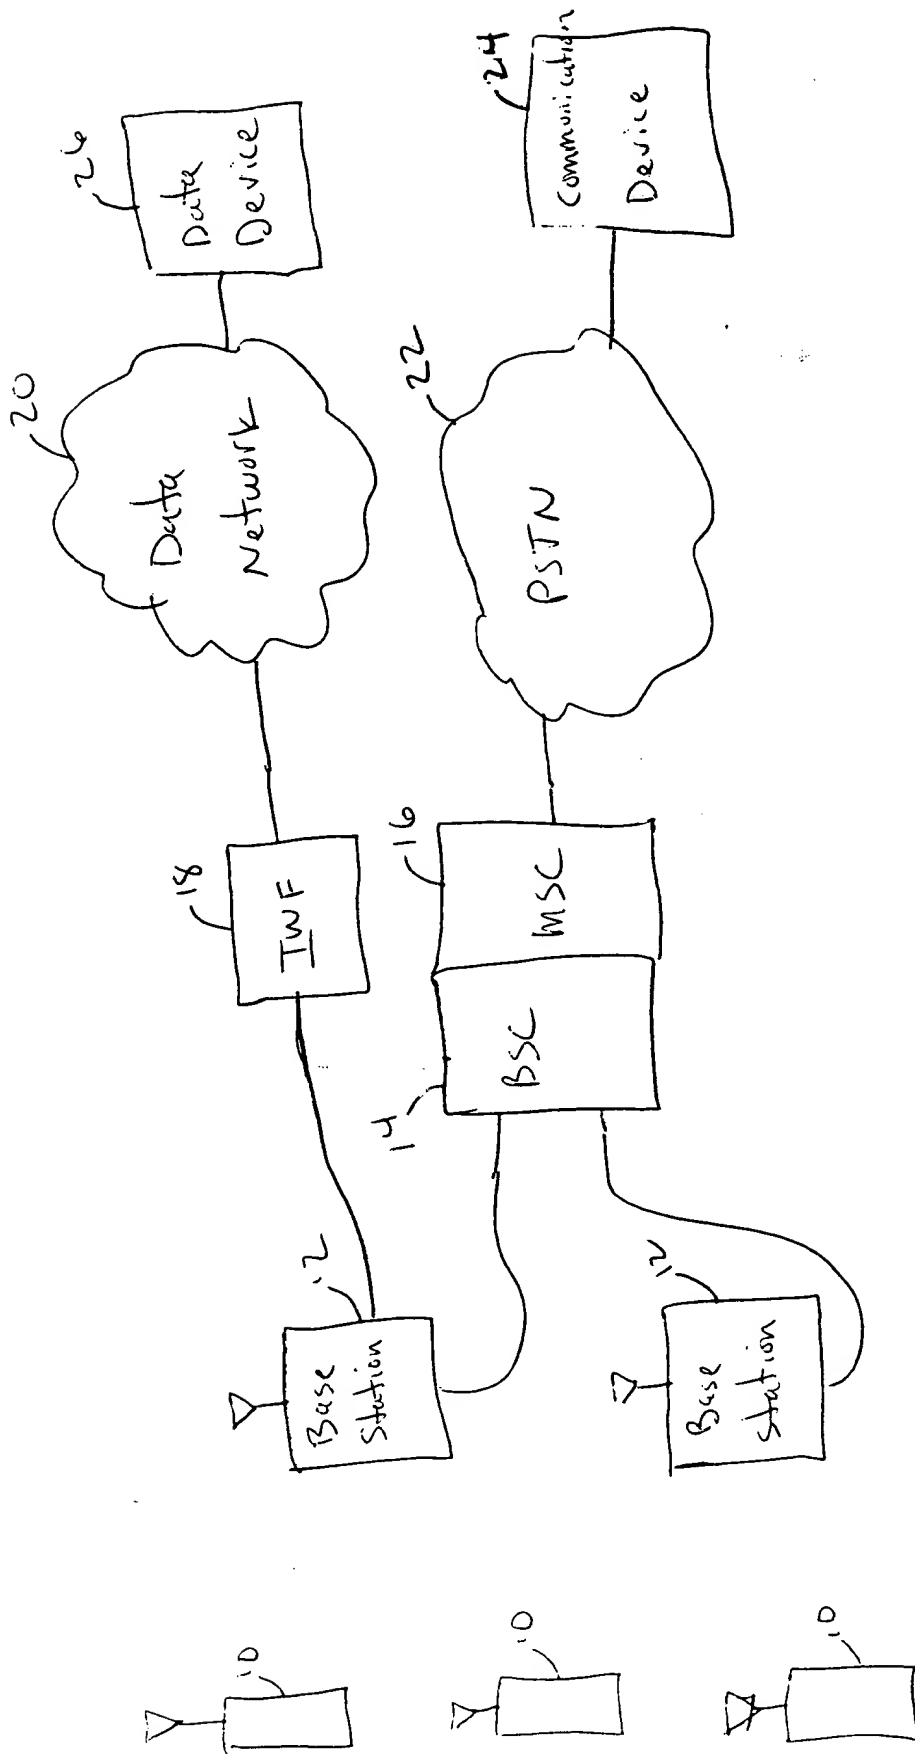 26
Data
Device
24
Communication
Device
20
Data
Network
22
PSTN
18
IWF
16
MSC
14
BSC
12
Base
Station
12
Base
Station
10
10
10